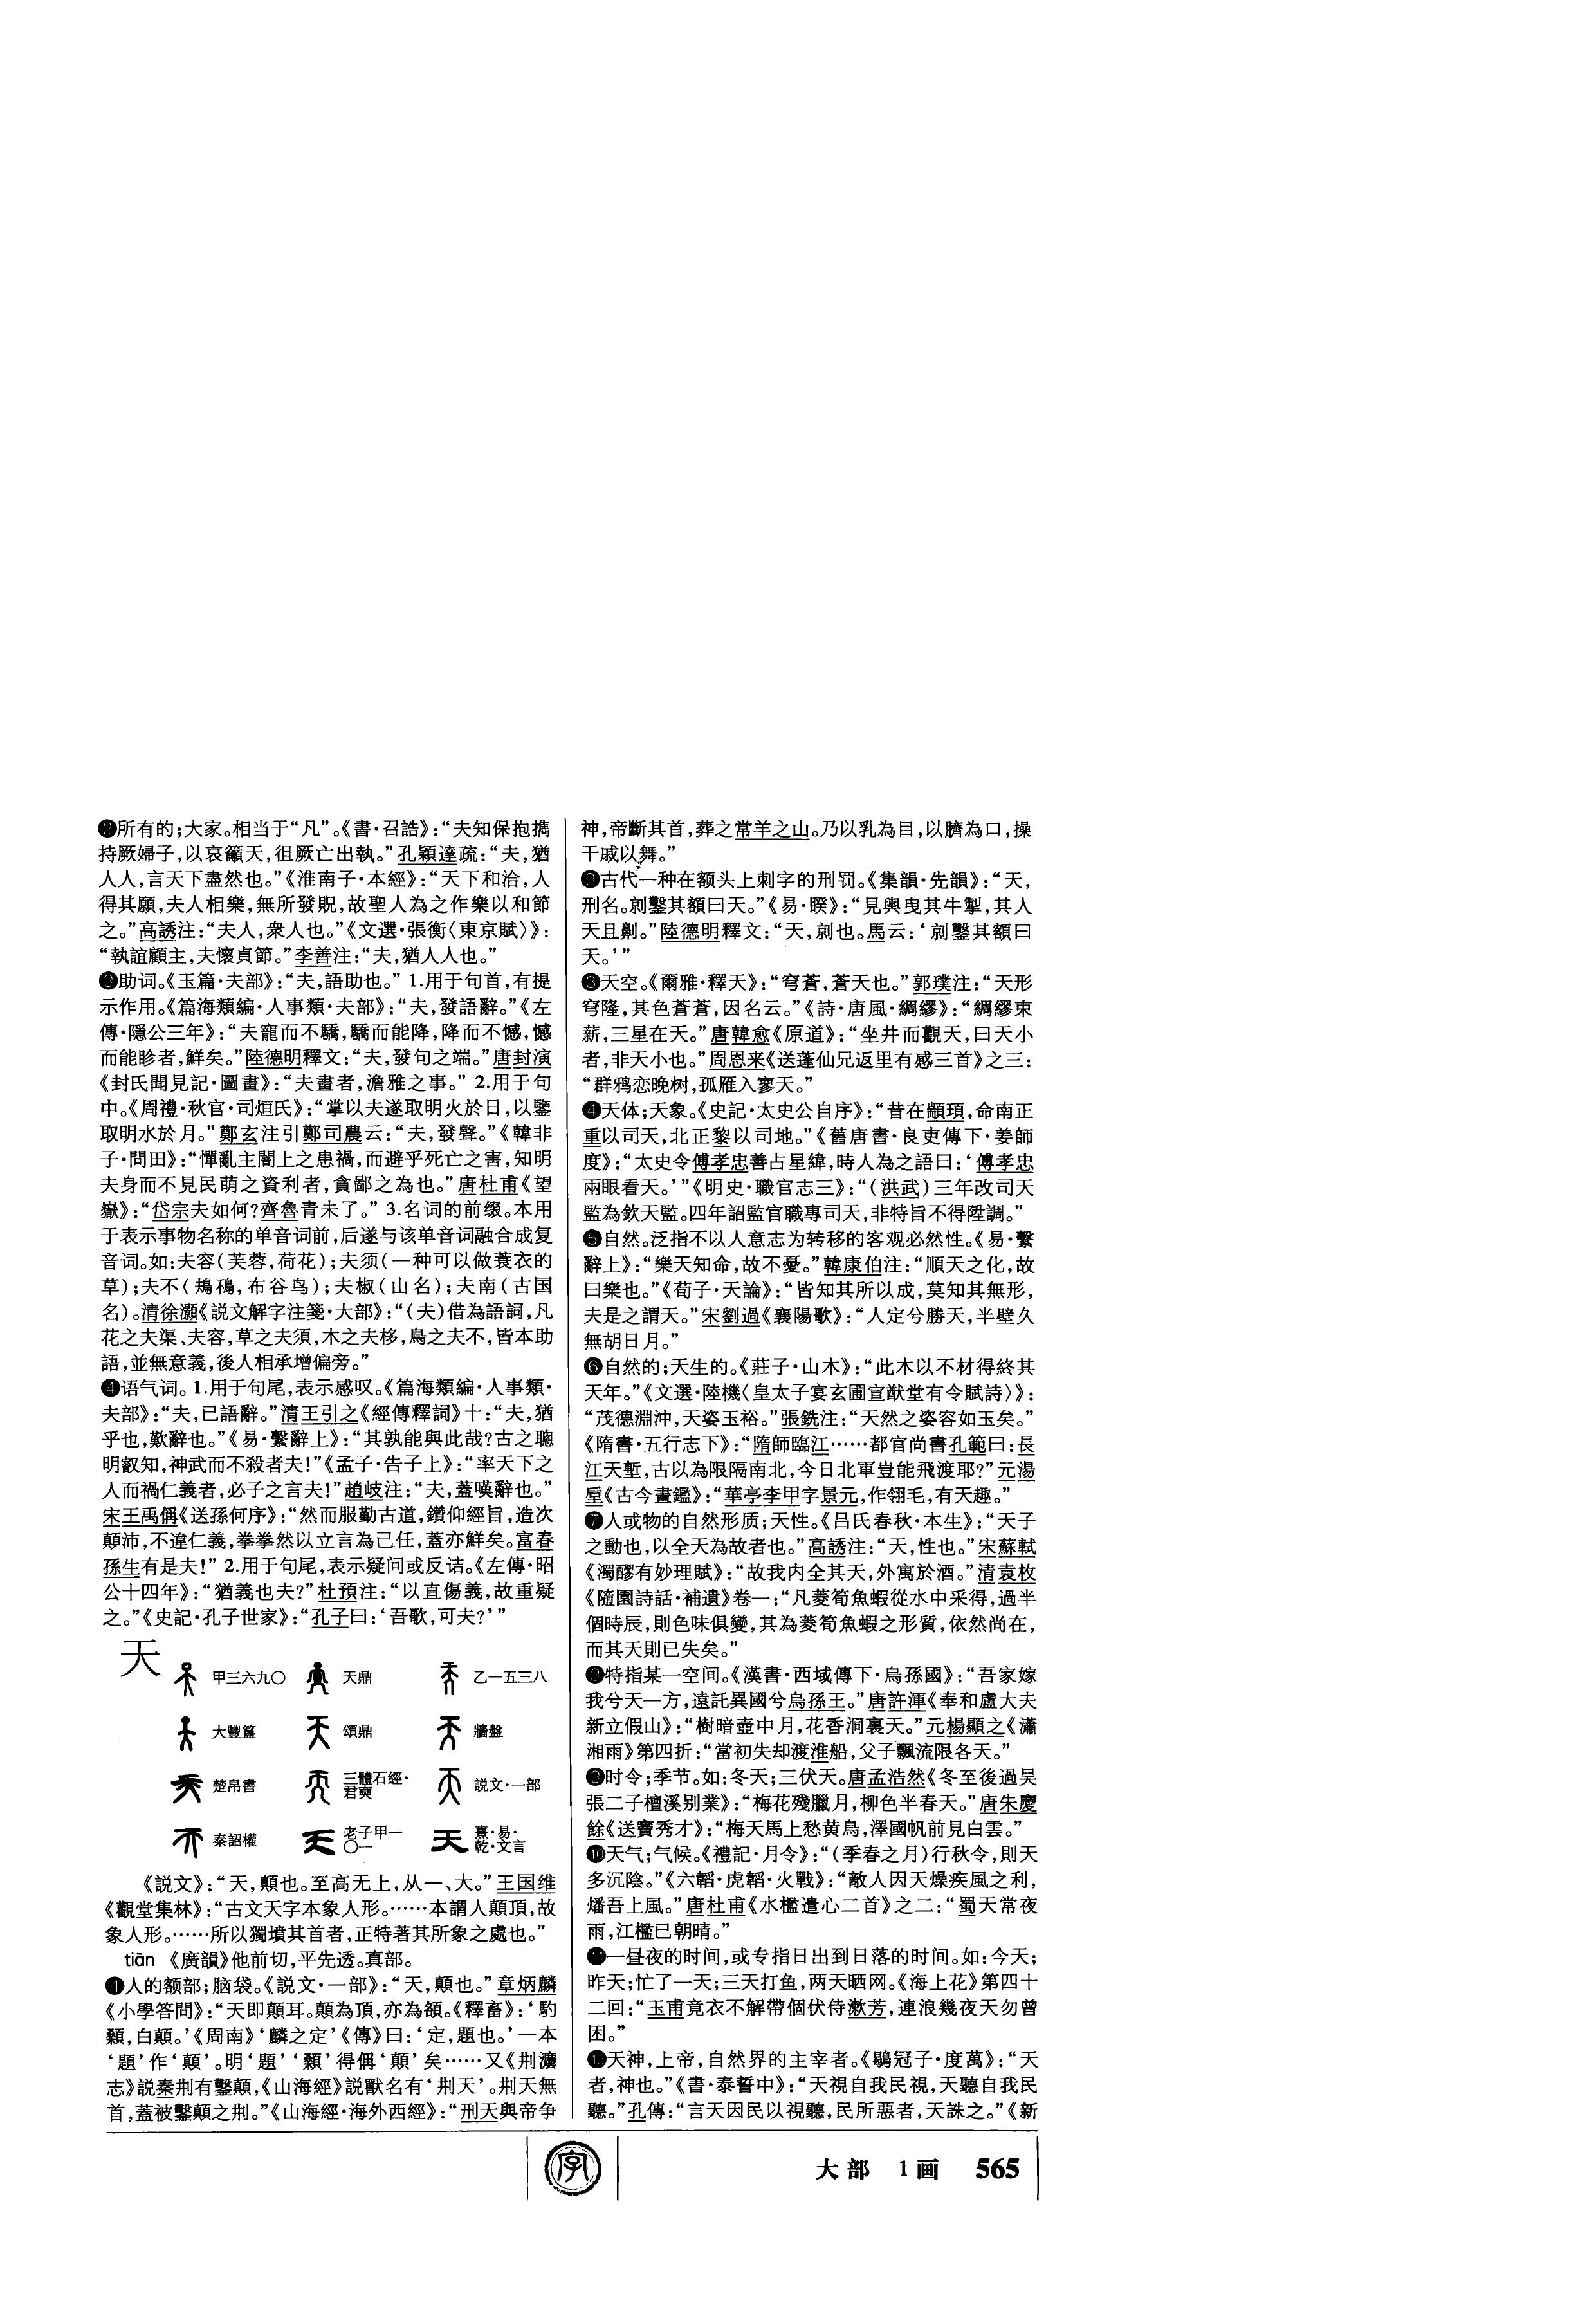 ❷所有的；大家。相当于“凡”。《書·召誥》：“夫知保抱擕
持厥婦子，以哀籲天，徂厥亡出執。”孔穎達疏：“夫，猶
人人，言天下盡然也。”《淮南子·本經》：“天下和洽，人
得其願，夫人相樂，無所發貺，故聖人為之作樂以和節
之。”高誘注：“夫人，衆人也。”《文選·張衡〈東京賦〉》：
“執誼顧主，夫懷貞節。”李善注：“夫，猶人人也。”
❸助词。《玉篇·夫部》：“夫，語助也。” 1.用于句首，有提
示作用。《篇海類編·人事類·夫部》：“夫，發語辭。”《左
傳·隱公三年》：“夫寵而不驕，驕而能降，降而不憾，憾
而能眕者，鮮矣。”陸德明釋文：“夫，發句之端。”唐封演
《封氏聞見記·圖畫》：“夫畫者，澹雅之事。” 2.用于句
中。《周禮·秋官·司烜氏》：“掌以夫遂取明火於日，以鑒
取明水於月。”鄭玄注引鄭司農云：“夫，發聲。”《韓非
子·問田》：“憚亂主闇上之患禍，而避乎死亡之害，知明
夫身而不見民萌之資利者，貪鄙之為也。”唐杜甫《望
嶽》：“岱宗夫如何？齊魯青未了。” 3.名词的前缀。本用
于表示事物名称的单音词前，后遂与该单音词融合成复
音词。如：夫容（芙蓉，荷花）；夫须（一种可以做蓑衣的
草）；夫不（鳺鴀，布谷鸟）；夫椒（山名）；夫南（古国
名）。清徐灝《説文解字注箋·大部》：“（夫）借為語詞，凡
花之夫渠、夫容，草之夫須，木之夫栘，鳥之夫不，皆本助
語，並無意義，後人相承增偏旁。”
❹语气词。 1.用于句尾，表示感叹。《篇海類編·人事類·
夫部》：“夫，已語辭。”清王引之《經傳釋詞》十：“夫，猶
乎也，歎辭也。”《易·繫辭上》：“其孰能與此哉？古之聰
明叡知，神武而不殺者夫！”《孟子·告子上》：“率天下之
人而禍仁義者，必子之言夫！”趙岐注：“夫，蓋嘆辭也。”
宋王禹偁《送孫何序》：“然而服勤古道，鑽仰經旨，造次
顛沛，不違仁義，拳拳然以立言為己任，蓋亦鮮矣。富春
孫生有是夫！” 2.用于句尾，表示疑问或反诘。《左傳·昭
公十四年》：“猶義也夫？”杜預注：“以直傷義，故重疑
之。”《史記·孔子世家》：“孔子曰：‘吾歌，可夫？’”
天
甲三六九〇 天鼎 乙一五三八
大豐簋 頌鼎 牆盤
楚帛書 三體石經·君奭 説文·一部
秦詔權 老子甲一〇一 熹·易·乾·文言
《説文》：“天，顛也。至高无上，从一、大。”王国维
《觀堂集林》：“古文天字本象人形。……本謂人顛頂，故
象人形。……所以獨墳其首者，正特著其所象之處也。”
tiān 《廣韻》他前切，平先透。真部。
❶人的额部；脑袋。《説文·一部》：“天，顛也。”章炳麟
《小學答問》：“天即顛耳。顛為頂，亦為頟。《釋畜》：‘馰
顙，白顛。’《周南》‘麟之定’《傳》曰：‘定，題也。’一本
‘題’作‘顛’。明‘題’‘顙’得偁‘顛’矣……又《刑灋
志》説秦刑有鑿顛，《山海經》説獸名有‘刑天’。刑天無
首，蓋被鑿顛之刑。”《山海經·海外西經》：“刑天與帝争
神，帝斷其首，葬之常羊之山。乃以乳為目，以臍為口，操
干戚以舞。”
❷古代一种在额头上刺字的刑罚。《集韻·先韻》：“天，
刑名。剠鑿其額曰天。”《易·睽》：“見輿曳其牛掣，其人
天且劓。”陸德明釋文：“天，剠也。馬云：‘剠鑿其額曰
天。’”
❸天空。《爾雅·釋天》：“穹蒼，蒼天也。”郭璞注：“天形
穹隆，其色蒼蒼，因名云。”《詩·唐風·綢繆》：“綢繆束
薪，三星在天。”唐韓愈《原道》：“坐井而觀天，曰天小
者，非天小也。”周恩来《送蓬仙兄返里有感三首》之三：
“群鸦恋晚树，孤雁入寥天。”
❹天体；天象。《史記·太史公自序》：“昔在顓頊，命南正
重以司天，北正黎以司地。”《舊唐書·良吏傳下·姜師
度》：“太史令傅孝忠善占星緯，時人為之語曰：‘傅孝忠
兩眼看天。’”《明史·職官志三》：“（洪武）三年改司天
監為欽天監。四年詔監官職專司天，非特旨不得陞調。”
❺自然。泛指不以人意志为转移的客观必然性。《易·繫
辭上》：“樂天知命，故不憂。”韓康伯注：“順天之化，故
曰樂也。”《荀子·天論》：“皆知其所以成，莫知其無形，
夫是之謂天。”宋劉過《襄陽歌》：“人定兮勝天，半壁久
無胡日月。”
❻自然的；天生的。《莊子·山木》：“此木以不材得終其
天年。”《文選·陸機〈皇太子宴玄圃宣猷堂有令賦詩〉》：
“茂德淵沖，天姿玉裕。”張銑注：“天然之姿容如玉矣。”
《隋書·五行志下》：“隋師臨江……都官尚書孔範曰：長
江天塹，古以為限隔南北，今日北軍豈能飛渡耶？”元湯
垕《古今畫鑑》：“華亭李甲字景元，作翎毛，有天趣。”
❼人或物的自然形质；天性。《吕氏春秋·本生》：“天子
之動也，以全天為故者也。”高誘注：“天，性也。”宋蘇軾
《濁醪有妙理賦》：“故我内全其天，外寓於酒。”清袁枚
《隨園詩話·補遺》卷一：“凡菱筍魚蝦從水中采得，過半
個時辰，則色味俱變，其為菱筍魚蝦之形質，依然尚在，
而其天則已失矣。”
❽特指某一空间。《漢書·西域傳下·烏孫國》：“吾家嫁
我兮天一方，遠託異國兮烏孫王。”唐許渾《奉和盧大夫
新立假山》：“樹暗壺中月，花香洞裏天。”元楊顯之《瀟
湘雨》第四折：“當初失却渡淮船，父子飄流限各天。”
❾时令；季节。如：冬天；三伏天。唐孟浩然《冬至後過吴
張二子檀溪别業》：“梅花殘臘月，柳色半春天。”唐朱慶
餘《送竇秀才》：“梅天馬上愁黄鳥，澤國帆前見白雲。”
❿天气；气候。《禮記·月令》：“（季春之月）行秋令，則天
多沉陰。”《六韜·虎韜·火戰》：“敵人因天燥疾風之利，
燔吾上風。”唐杜甫《水檻遣心二首》之二：“蜀天常夜
雨，江檻已朝晴。”
⓫一昼夜的时间，或专指日出到日落的时间。如：今天；
昨天；忙了一天；三天打鱼，两天晒网。《海上花》第四十
二回：“玉甫竟衣不解帶個伏侍漱芳，連浪幾夜天勿曾
困。”
⓬天神，上帝，自然界的主宰者。《鶡冠子·度萬》：“天
者，神也。”《書·泰誓中》：“天視自我民視，天聽自我民
聽。”孔傳：“言天因民以視聽，民所惡者，天誅之。”《新
字
大部 1画 565